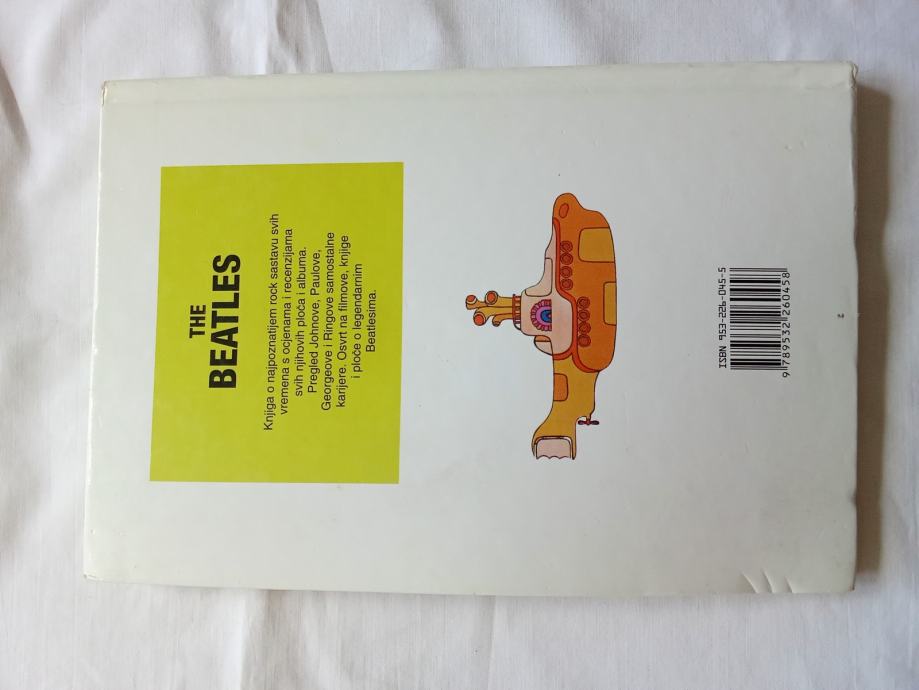 THE
BEATLES
Knjiga o najpoznatijem rock sastavu svih
vremena s ocjenama i recenzijama
svih njihovih ploča i albuma.
Pregled Johnove, Paulove,
Georgeove i Ringove samostalne
karijere. Osvrt na filmove, knjige
i ploče o legendarnim
Beatlesima.
ISBN 953-226-045-5
9 789532 260458